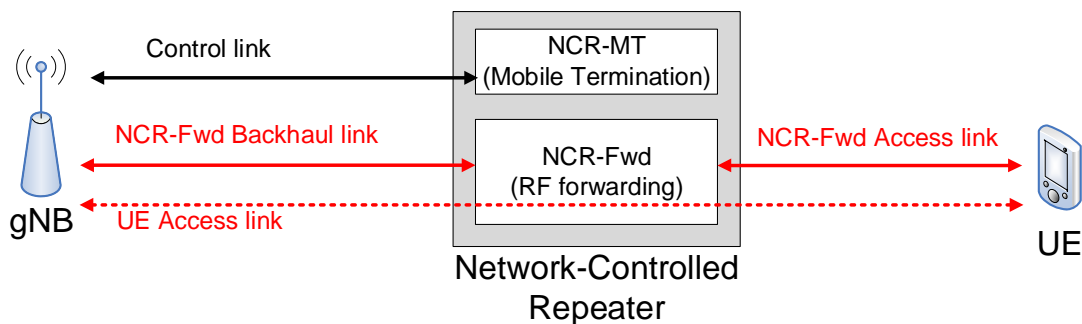 Control link
NCR-MT
(Mobile Termination)
NCR-Fwd Backhaul link
NCR-Fwd
(RF forwarding)
NCR-Fwd Access link
UE Access link
gNB
UE
Network-Controlled
Repeater